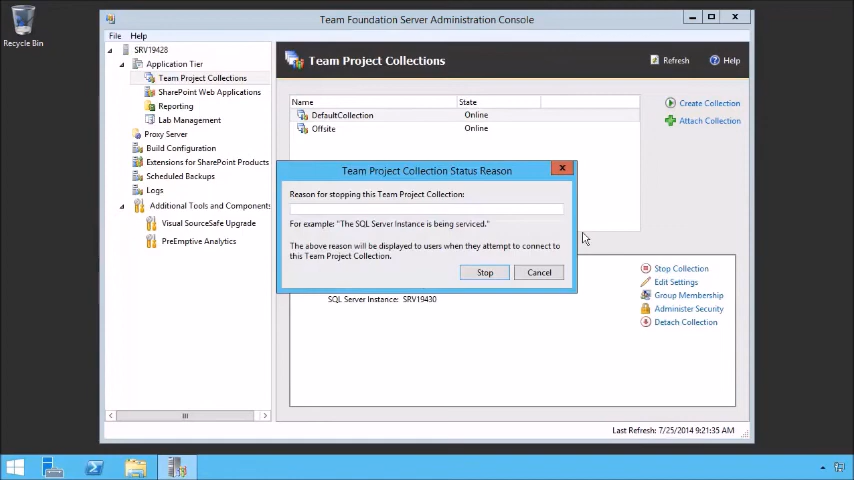 Recycle Bin
Team Foundation Server Administration Console
File Help
SRV19428
Application Tier
Team Project Collections
SharePoint Web Applications
Reporting
Lab Management
Proxy Server
Build Configuration
Extensions for SharePoint Products
Scheduled Backups
Logs
Additional Tools and Components
Visual SourceSafe Upgrade
PreEmptive Analytics
Team Project Collections
Refresh
Help
Name State
DefaultCollection Online
Offsite Online
Create Collection
Attach Collection
Team Project Collection Status Reason
Reason for stopping this Team Project Collection:
For example: "The SQL Server Instance is being serviced."
The above reason will be displayed to users when they attempt to connect to
this Team Project Collection.
Stop Cancel
SQL Server Instance: SRV19430
Stop Collection
Edit Settings
Group Membership
Administer Security
Detach Collection
Last Refresh: 7/25/2014 9:21:35 AM